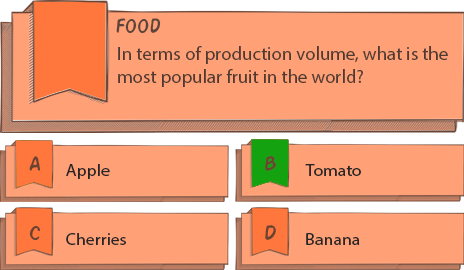 FOOD
In terms of production volume, what is the
most popular fruit in the world?
A Apple
B Tomato
C Cherries
D Banana